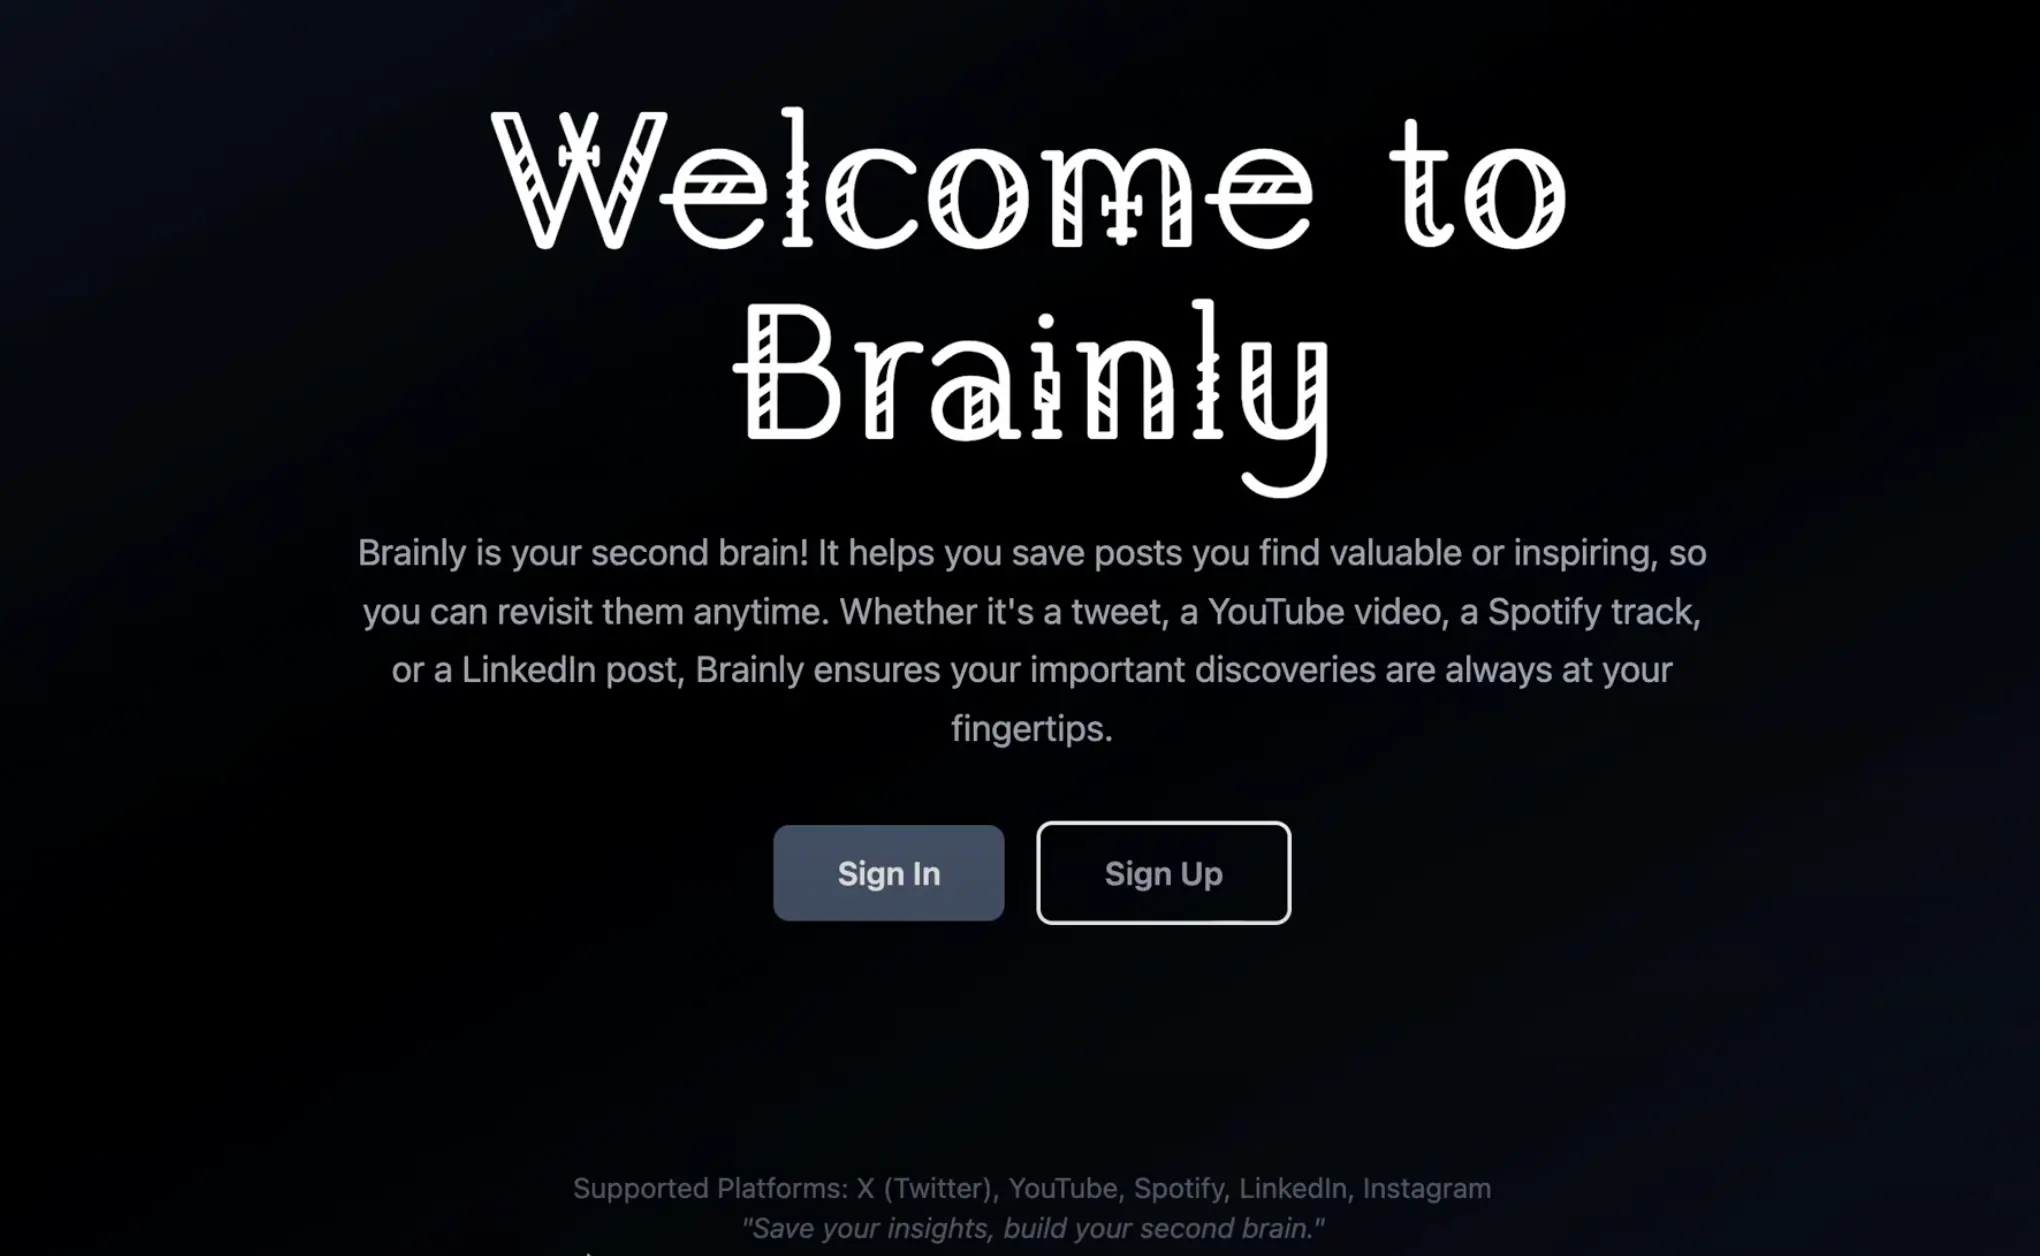 Welcome to
Brainly
Brainly is your second brain! It helps you save posts you find valuable or inspiring, so
you can revisit them anytime. Whether it's a tweet, a YouTube video, a Spotify track,
or a LinkedIn post, Brainly ensures your important discoveries are always at your
fingertips.
Sign In
Sign Up
Supported Platforms: X (Twitter), YouTube, Spotify, LinkedIn, Instagram
"Save your insights, build your second brain."